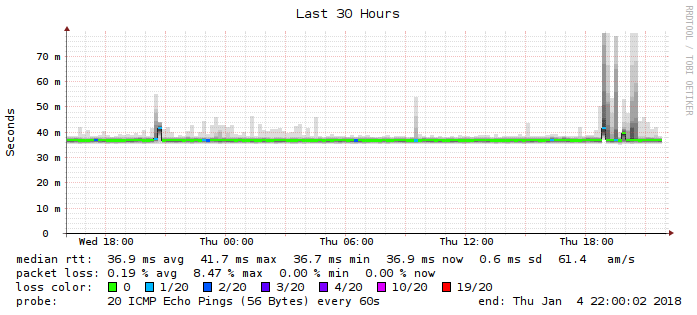 Last 30 Hours
RRDTOOL / TOBI OETIKER
Seconds
70 m
60 m
50 m
40 m
30 m
20 m
10 m
0
Wed 18:00 Thu 00:00 Thu 06:00 Thu 12:00 Thu 18:00
median rtt: 36.9 ms avg 41.7 ms max 36.7 ms min 36.9 ms now 0.6 ms sd 61.4 am/s
packet loss: 0.19 % avg 8.47 % max 0.00 % min 0.00 % now
loss color: 0 1/20 2/20 3/20 4/20 10/20 19/20
probe: 20 ICMP Echo Pings (56 Bytes) every 60s end: Thu Jan 4 22:00:02 2018